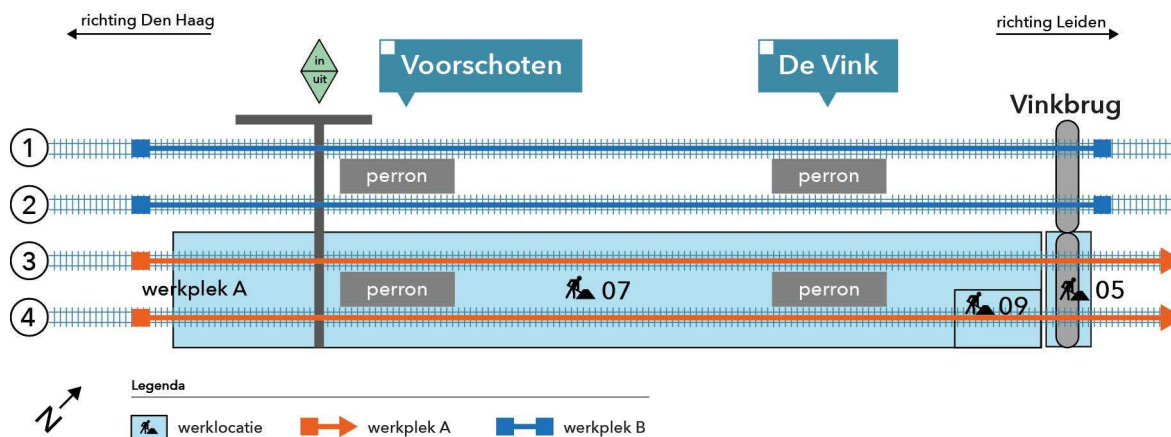 richting Den Haag
richting Leiden
in
uit
Voorschoten
De Vink
Vinkbrug
1
perron
perron
2
3
werkplek A
perron
07
perron
09
05
4
N
Legenda
werklocatie
werkplek A
werkplek B